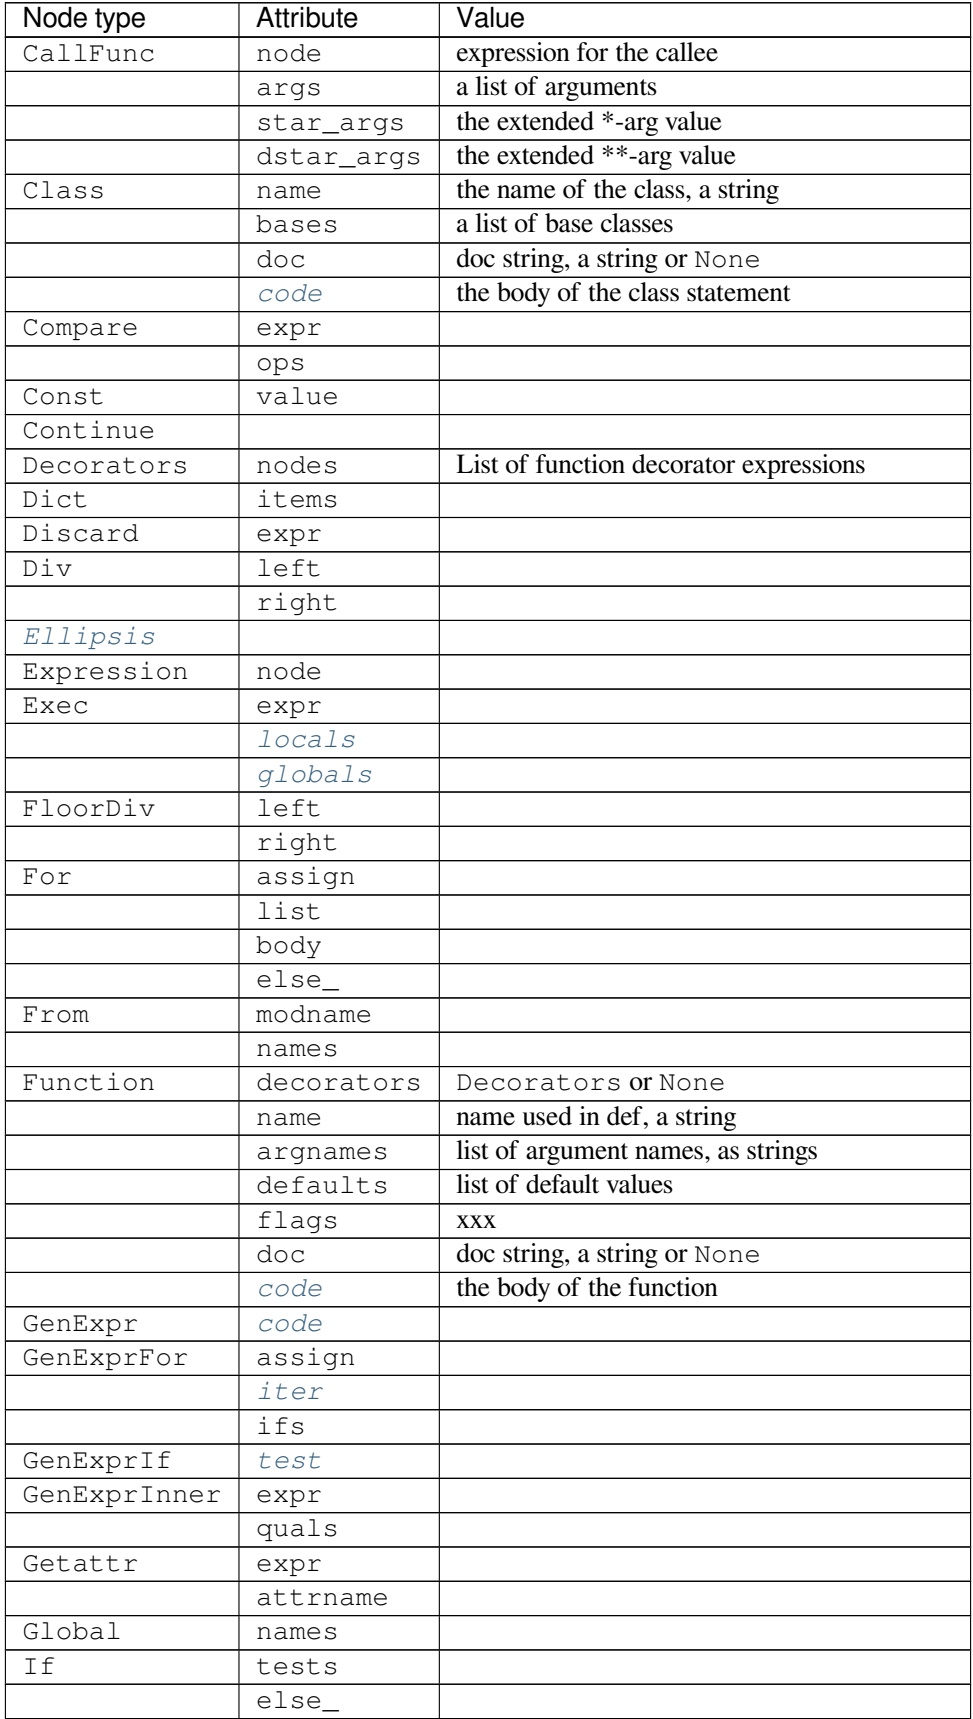 Node type Attribute Value
CallFunc node expression for the callee
args a list of arguments
star_args the extended *-arg value
dstar_args the extended **-arg value
Class name the name of the class, a string
bases a list of base classes
doc doc string, a string or None
code the body of the class statement
Compare expr
ops
Const value
Continue
Decorators nodes List of function decorator expressions
Dict items
Discard expr
Div left
right
Ellipsis
Expression node
Exec expr
locals
globals
FloorDiv left
right
For assign
list
body
else_
From modname
names
Function decorators Decorators or None
name name used in def, a string
argnames list of argument names, as strings
defaults list of default values
flags xxx
doc doc string, a string or None
code the body of the function
GenExpr code
GenExprFor assign
iter
ifs
GenExprIf test
GenExprInner expr
quals
Getattr expr
attrname
Global names
If tests
else_